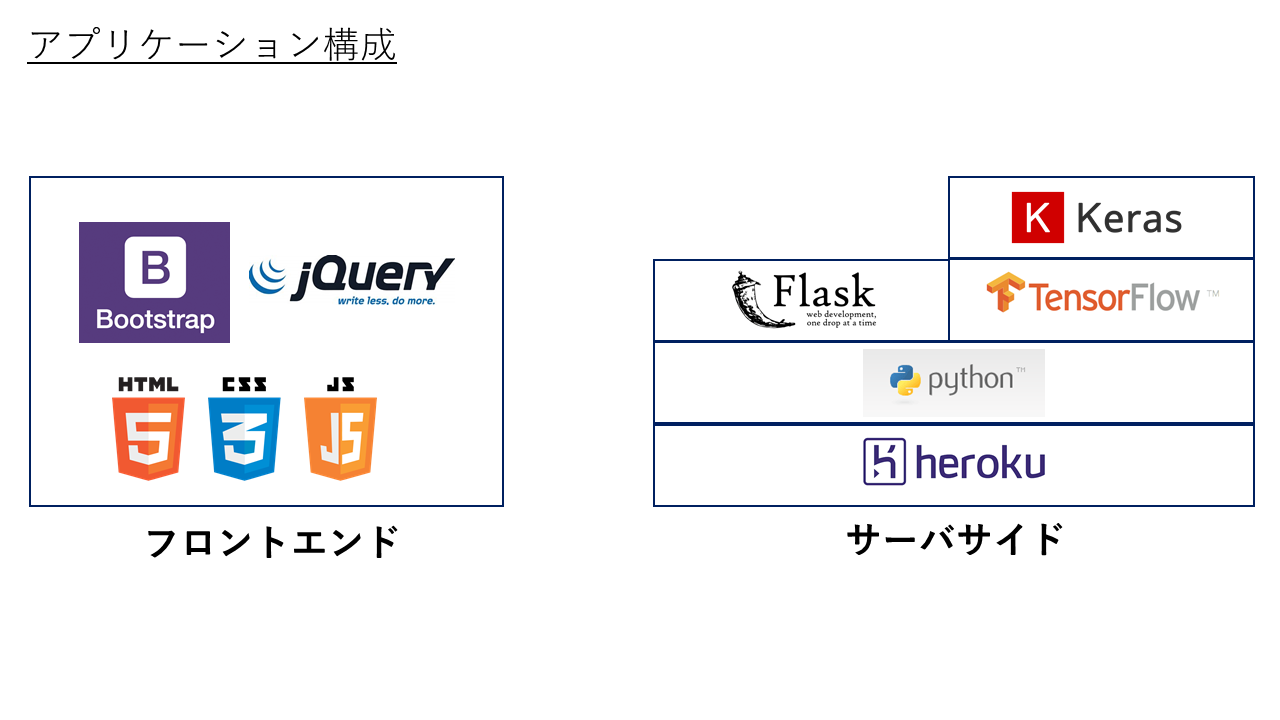 アプリケーション構成
B
Bootstrap
jQuery
write less, do more.
HTML CSS JS
5 3 JS
フロントエンド
K Keras
TensorFlow™
Flask
web development,
one drop at a time
python™
heroku
サーバサイド